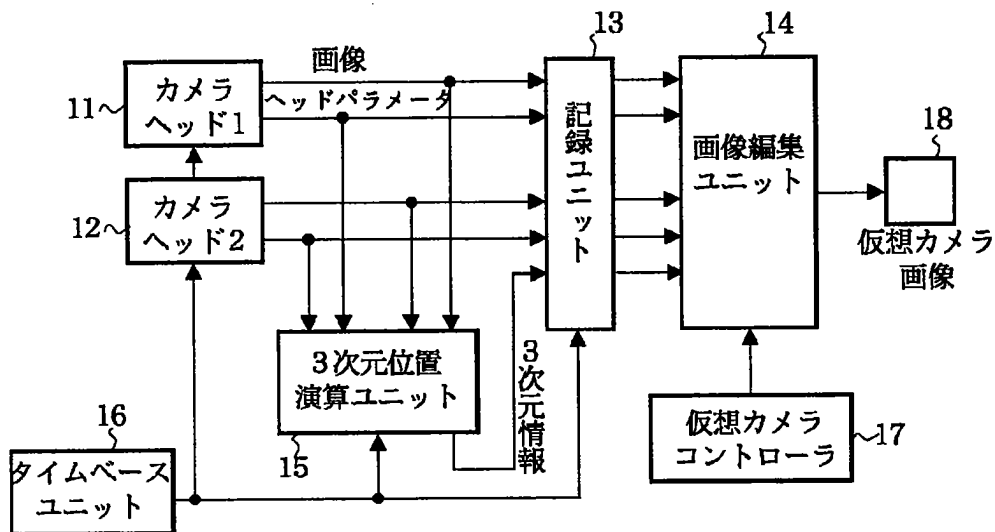 13
14
画像
カメラ
ヘッド1
11
ヘッドパラメータ
記録ユニット
画像編集
ユニット
18
カメラ
ヘッド2
12
仮想カメラ
画像
3次元位置
演算ユニット
15
3次元情報
仮想カメラ
コントローラ
17
16
タイムベース
ユニット